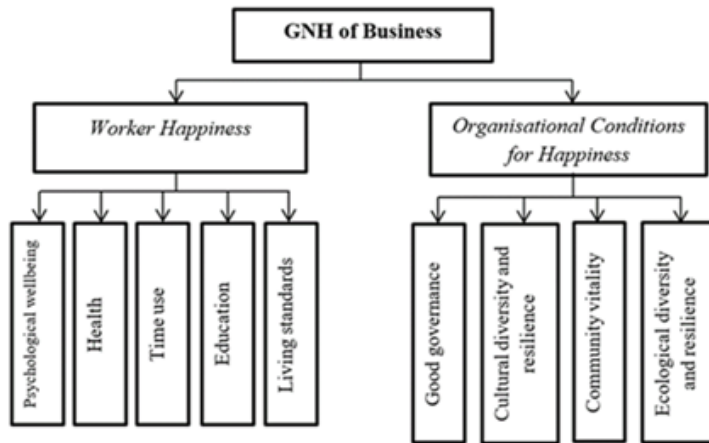 GNH of Business
Worker Happiness
Organisational Conditions
for Happiness
Psychological wellbeing
Health
Time use
Education
Living standards
Good governance
Cultural diversity and
resilience
Community vitality
Ecological diversity
and resilience